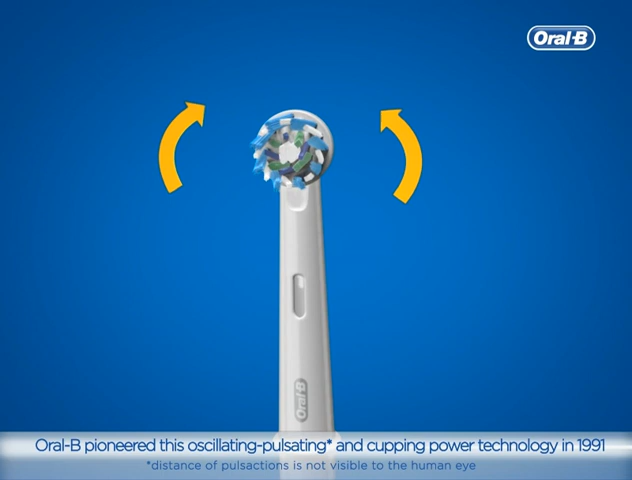 Oral-B
Oral-B
Oral-B pioneered this oscillating-pulsating* and cupping power technology in 1991
*distance of pulsactions is not visible to the human eye